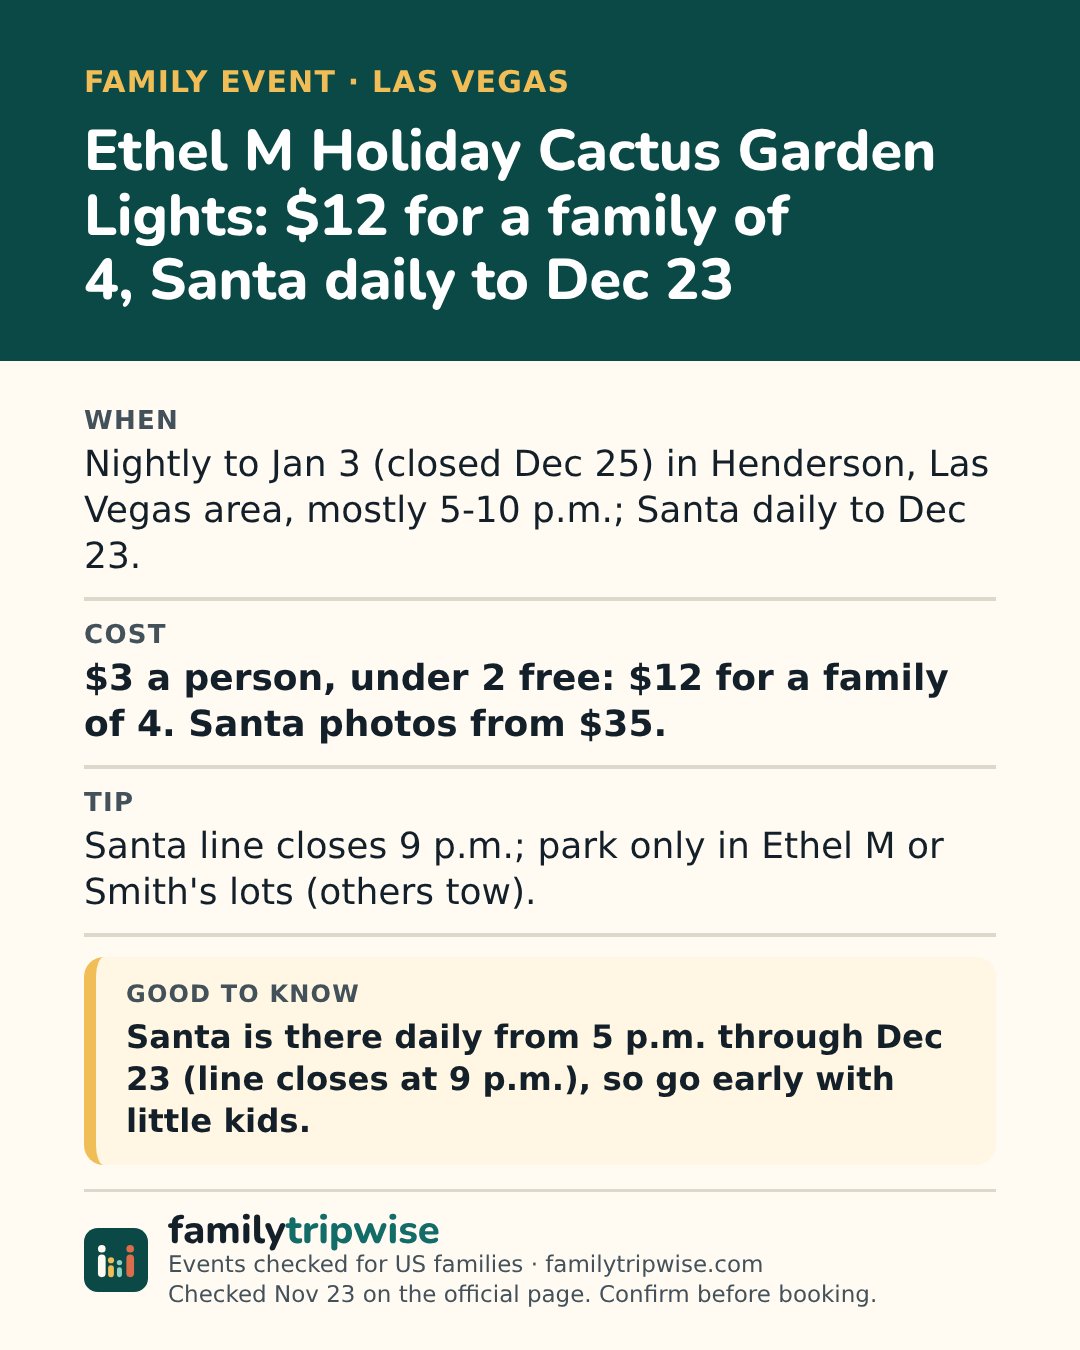 FAMILY EVENT · LAS VEGAS
Ethel M Holiday Cactus Garden
Lights: $12 for a family of
4, Santa daily to Dec 23
WHEN
Nightly to Jan 3 (closed Dec 25) in Henderson, Las
Vegas area, mostly 5-10 p.m.; Santa daily to Dec
23.
COST
$3 a person, under 2 free: $12 for a family
of 4. Santa photos from $35.
TIP
Santa line closes 9 p.m.; park only in Ethel M or
Smith's lots (others tow).
GOOD TO KNOW
Santa is there daily from 5 p.m. through Dec
23 (line closes at 9 p.m.), so go early with
little kids.
familytripwise
Events checked for US families · familytripwise.com
Checked Nov 23 on the official page. Confirm before booking.